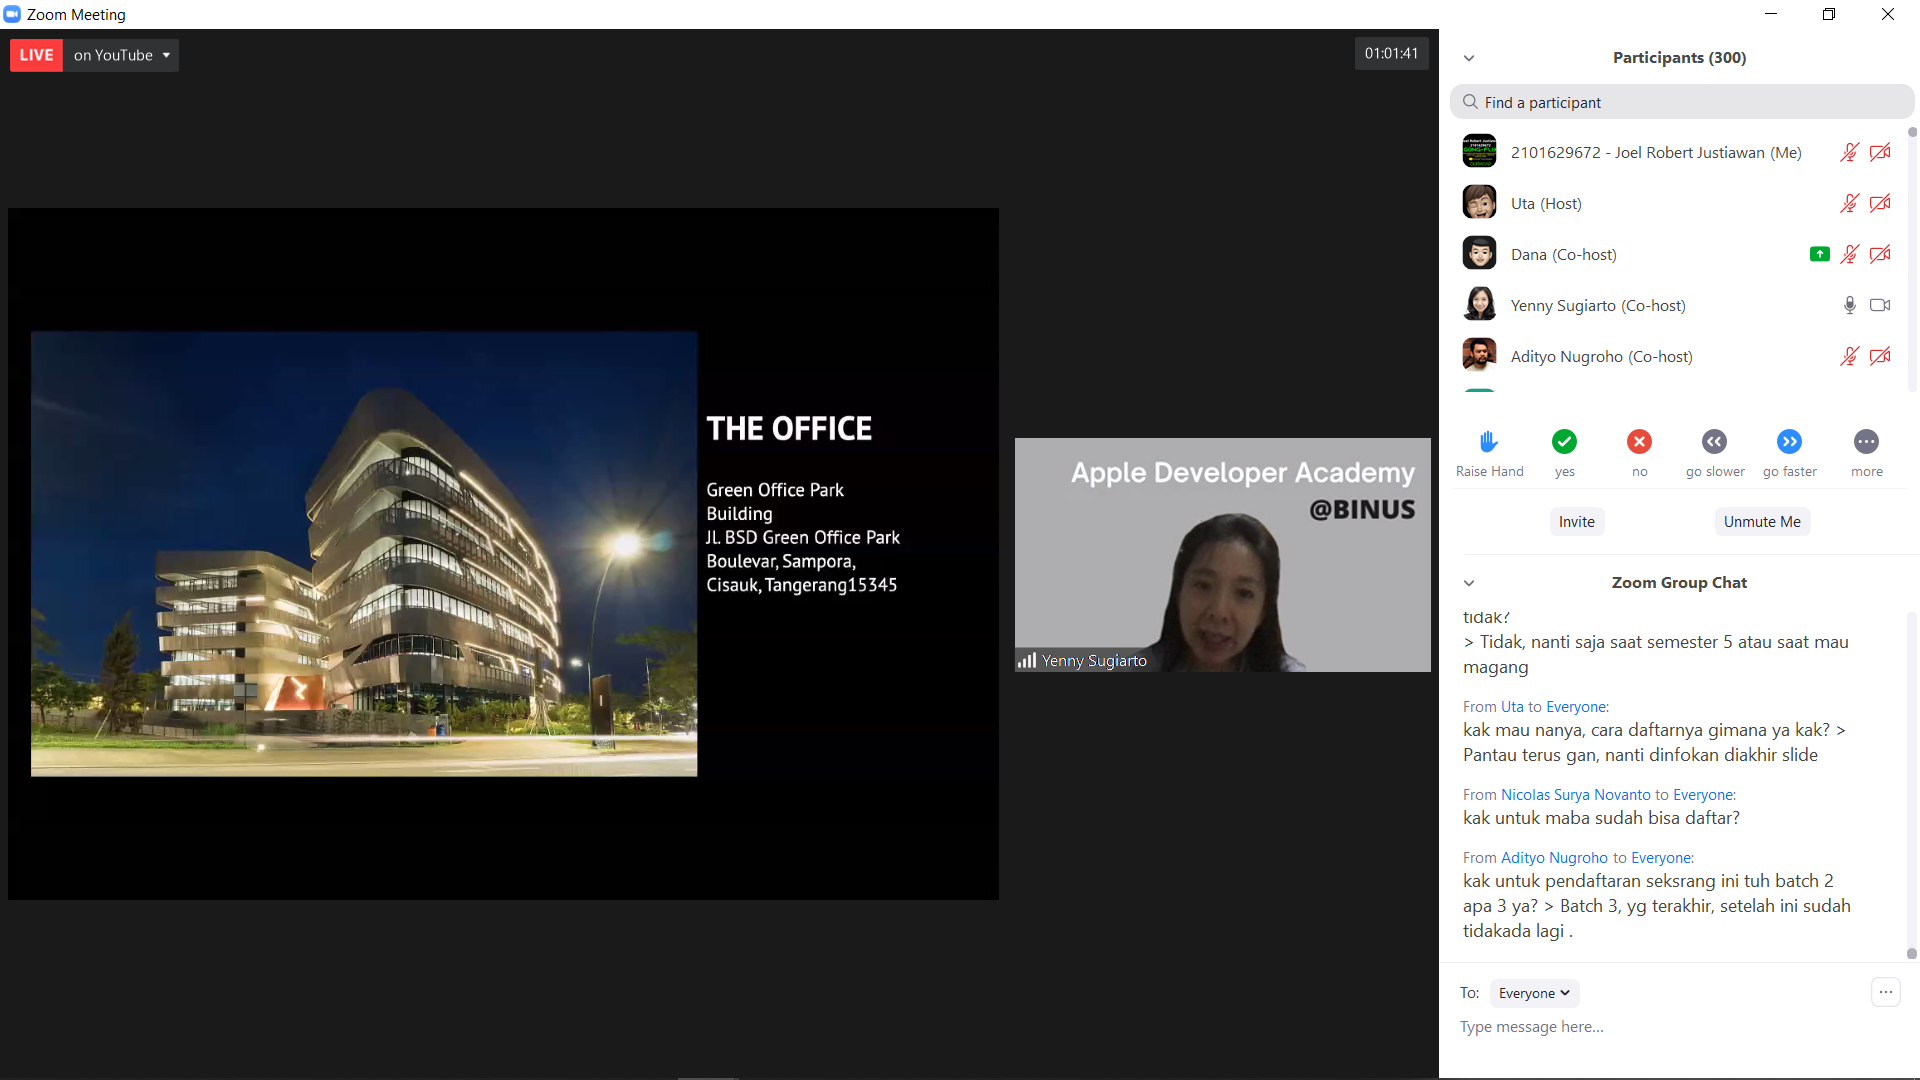 Zoom Meeting
LIVE on YouTube
01:01:41
THE OFFICE
Green Office Park
Building
Jl. BSD Green Office Park
Boulevar, Sampora,
Cisauk, Tangerang15345
Apple Developer Academy
@BINUS
Yenny Sugiarto
Participants (300)
Find a participant
2101629672 - Joel Robert Justiawan (Me)
Uta (Host)
Dana (Co-host)
Yenny Sugiarto (Co-host)
Adityo Nugroho (Co-host)
Raise Hand yes no go slower go faster more
Invite Unmute Me
Zoom Group Chat
tidak?
> Tidak, nanti saja saat semester 5 atau saat mau
magang
From Uta to Everyone:
kak mau nanya, cara daftarnya gimana ya kak? >
Pantau terus gan, nanti dinfokan diakhir slide
From Nicolas Surya Novanto to Everyone:
kak untuk maba sudah bisa daftar?
From Adityo Nugroho to Everyone:
kak untuk pendaftaran seksrang ini tuh batch 2
apa 3 ya? > Batch 3, yg terakhir, setelah ini sudah
tidakada lagi .
To: Everyone
Type message here...